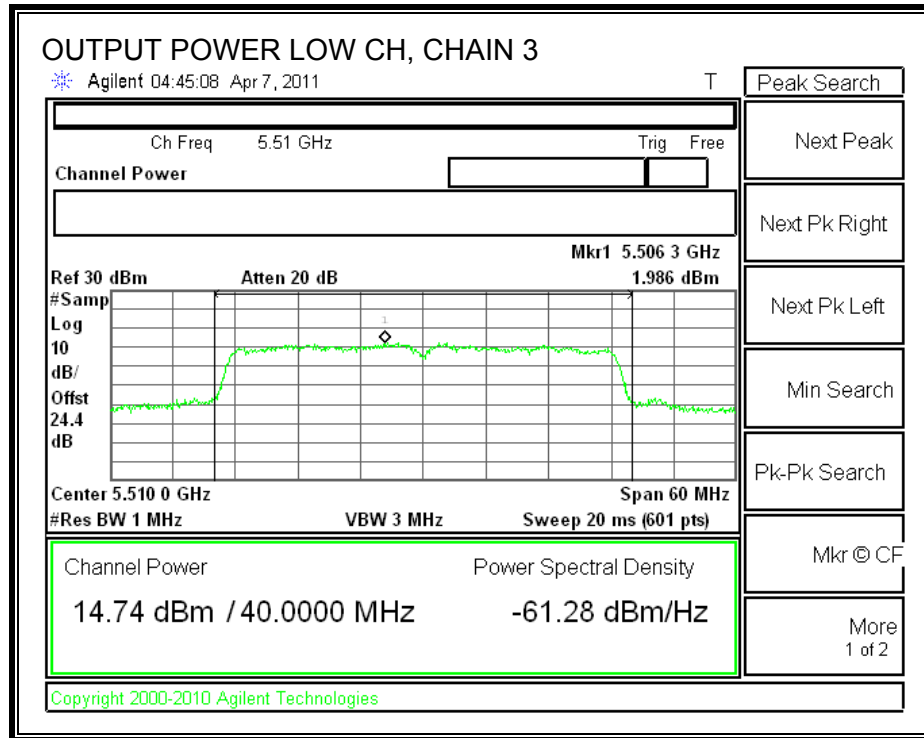 OUTPUT POWER LOW CH, CHAIN 3
Agilent 04:45:08 Apr 7, 2011 T
Peak Search
Ch Freq 5.51 GHz Trig Free
Channel Power
Mkr1 5.506 3 GHz
Ref 30 dBm Atten 20 dB 1.986 dBm
#Samp
Log
10
dB/
Offst
24.4
dB
1
Center 5.510 0 GHz Span 60 MHz
#Res BW 1 MHz VBW 3 MHz Sweep 20 ms (601 pts)
Channel Power Power Spectral Density
14.74 dBm / 40.0000 MHz -61.28 dBm/Hz
Next Peak
Next Pk Right
Next Pk Left
Min Search
Pk-Pk Search
Mkr © CF
More
1 of 2
Copyright 2000-2010 Agilent Technologies